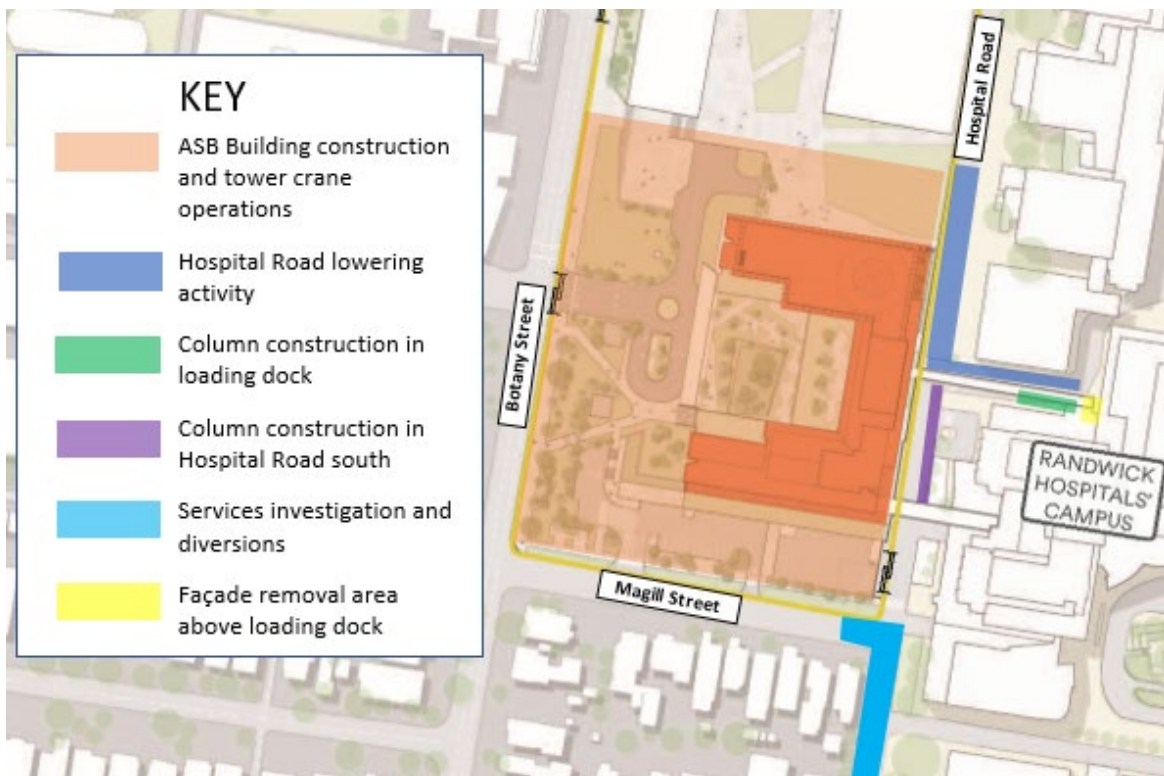 KEY
ASB Building construction
and tower crane
operations
Hospital Road lowering
activity
Column construction in
loading dock
Column construction in
Hospital Road south
Services investigation and
diversions
Façade removal area
above loading dock
Hospital Road
Botany Street
Magill Street
RANDWICK
HOSPITALS'
CAMPUS